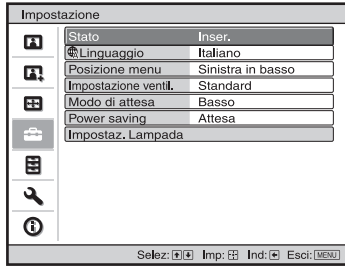 Impostazione
Stato Inser.
Linguaggio Italiano
Posizione menu Sinistra in basso
Impostazione ventil. Standard
Modo di attesa Basso
Power saving Attesa
Impostaz. Lampada
Selez: Imp: Ind: Esci: MENU